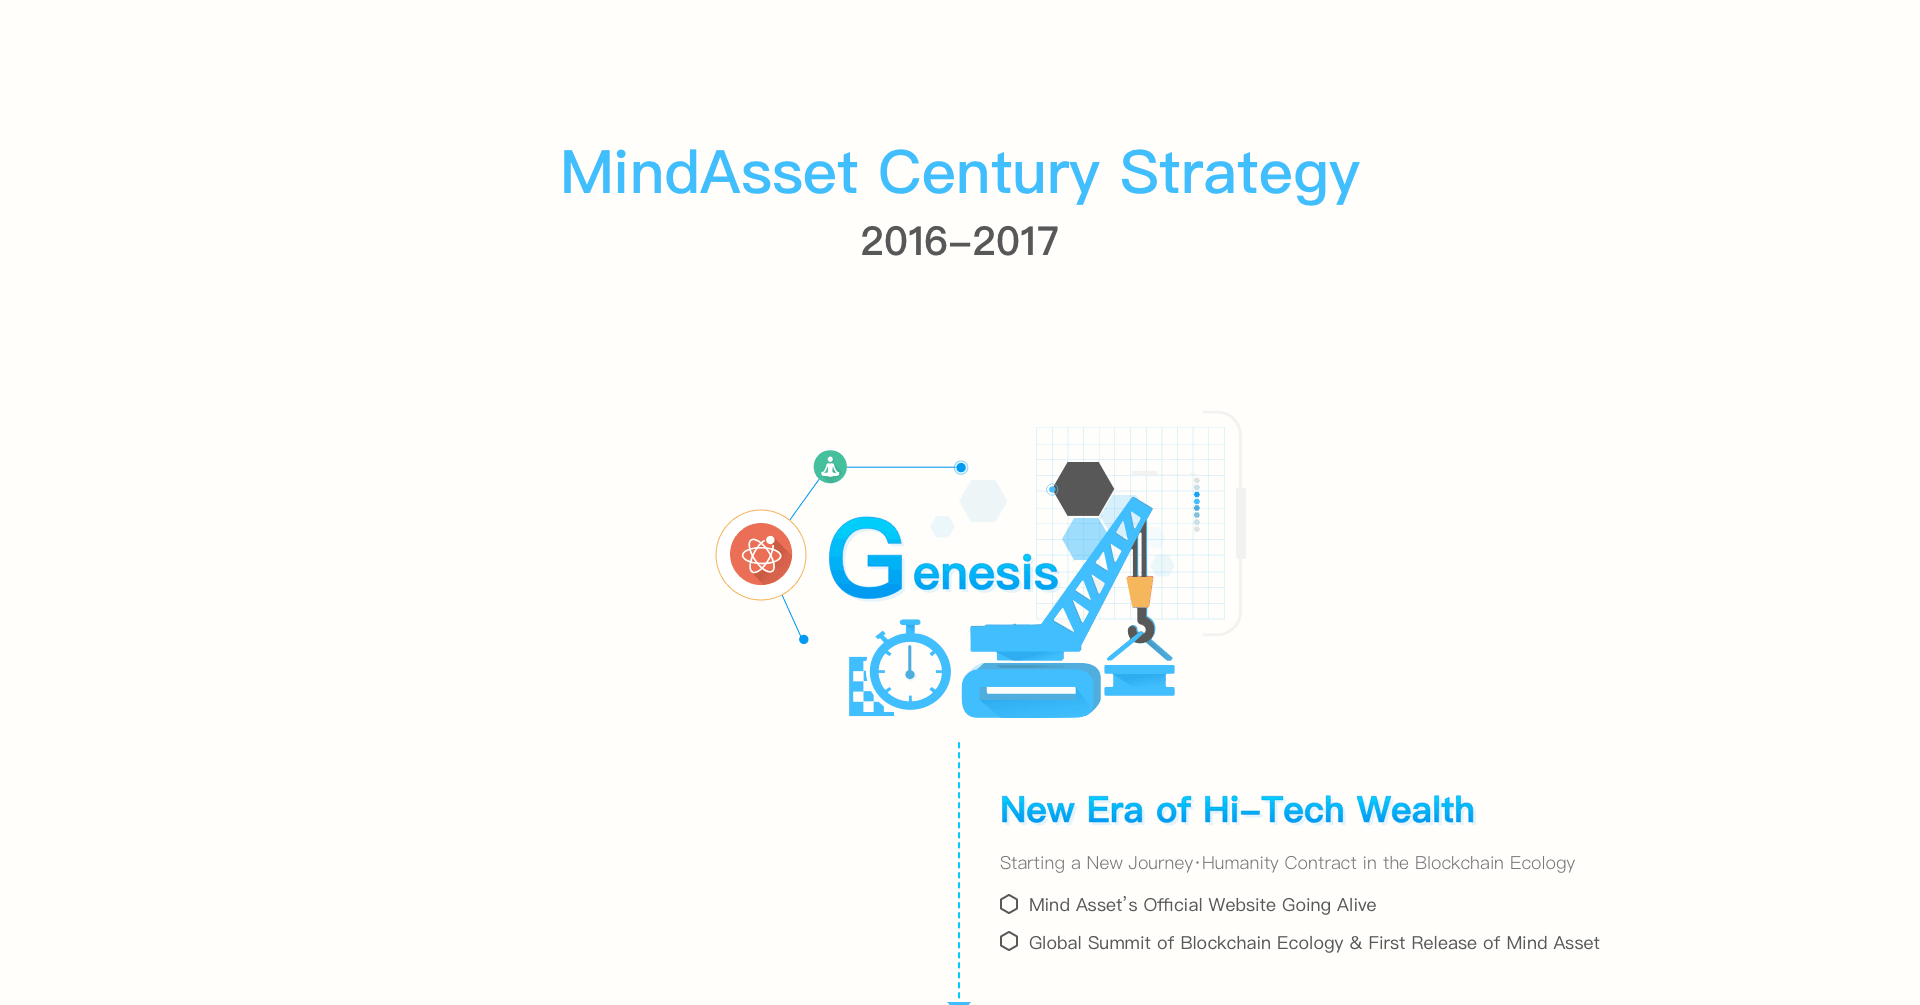 MindAsset Century Strategy
2016–2017
Genesis
New Era of Hi–Tech Wealth
Starting a New Journey·Humanity Contract in the Blockchain Ecology
Mind Asset’s Official Website Going Alive
Global Summit of Blockchain Ecology & First Release of Mind Asset